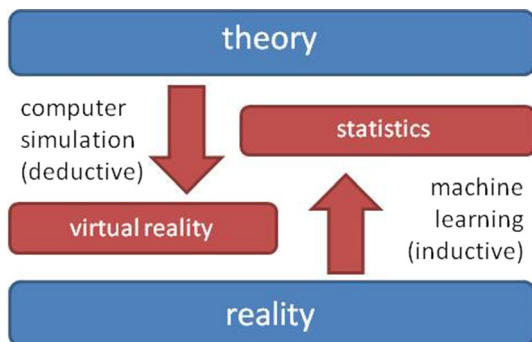 theory
computer
simulation
(deductive)
statistics
virtual reality
machine
learning
(inductive)
reality